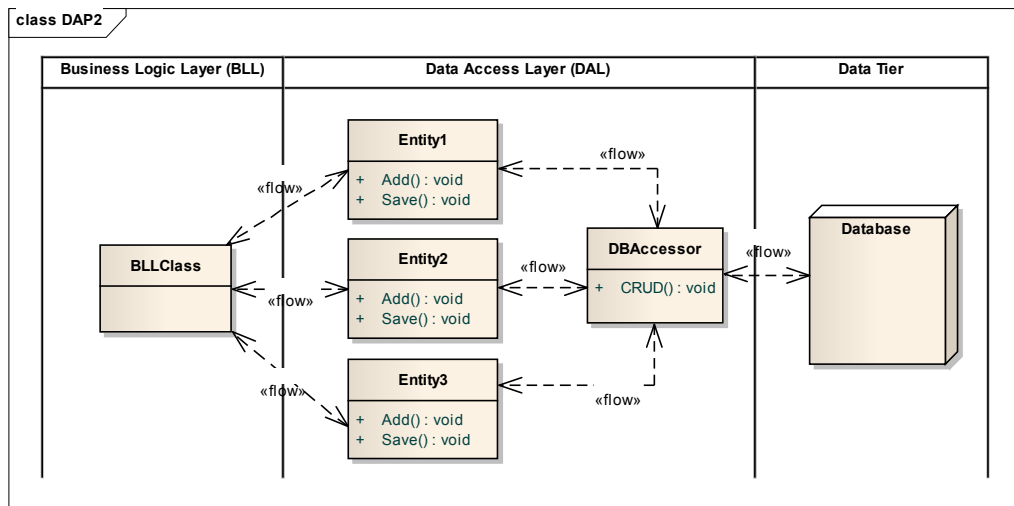 class DAP2
Business Logic Layer (BLL)
Data Access Layer (DAL)
Data Tier
Entity1
+ Add() : void
+ Save() : void
«flow»
«flow»
BLLClass
Entity2
+ Add() : void
+ Save() : void
«flow»
«flow»
DBAccessor
+ CRUD() : void
«flow»
Database
Entity3
+ Add() : void
+ Save() : void
«flow»
«flow»